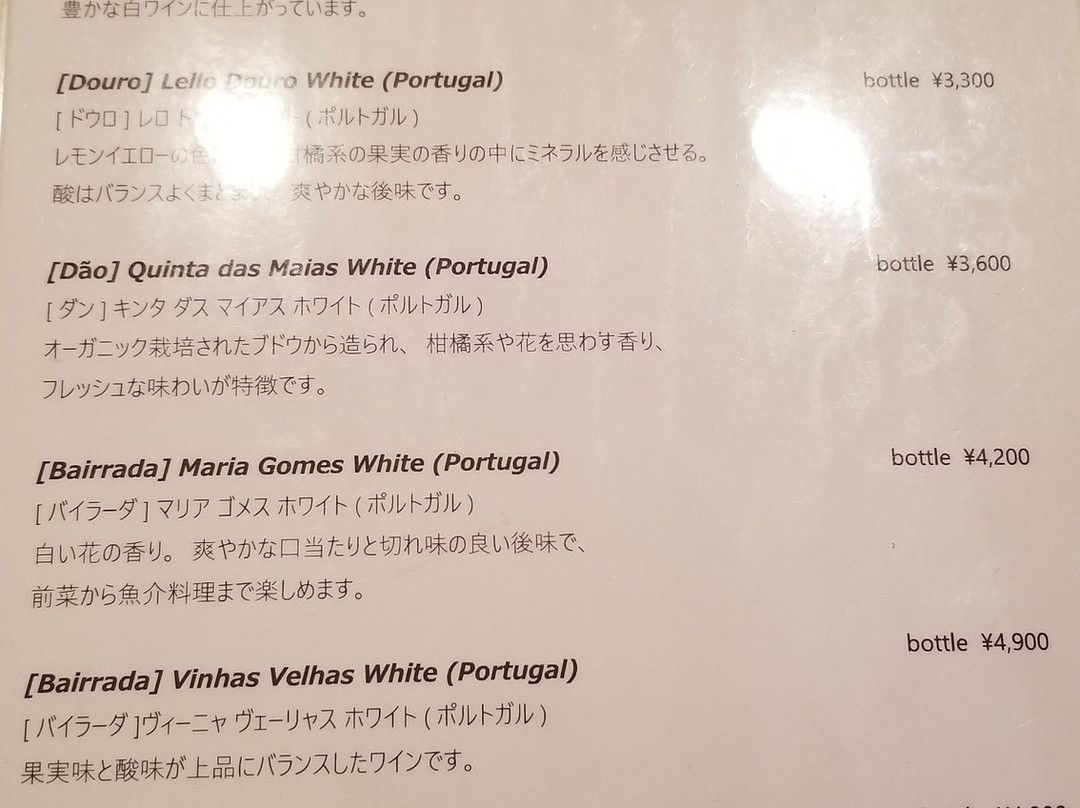 豊かな白ワインに仕上がっています。
[Douro] Lello Douro White (Portugal)
bottle ¥3,300
[ ドウロ ] レロ ド ( ポルトガル )
レモンイエローの色 柑橘系の果実の香りの中にミネラルを感じさせる。
酸はバランスよくまとまり、 爽やかな後味です。
[Dão] Quinta das Maias White (Portugal)
bottle ¥3,600
[ ダン ] キンタ ダス マイアス ホワイト ( ポルトガル )
オーガニック栽培されたブドウから造られ、 柑橘系や花を思わす香り、
フレッシュな味わいが特徴です。
[Bairrada] Maria Gomes White (Portugal)
bottle ¥4,200
[ バイラーダ ] マリア ゴメス ホワイト ( ポルトガル )
白い花の香り。 爽やかな口当たりと切れ味の良い後味で、
前菜から魚介料理まで楽しめます。
bottle ¥4,900
[Bairrada] Vinhas Velhas White (Portugal)
[ バイラーダ ]ヴィーニャ ヴェーリャス ホワイト ( ポルトガル )
果実味と酸味が上品にバランスしたワインです。